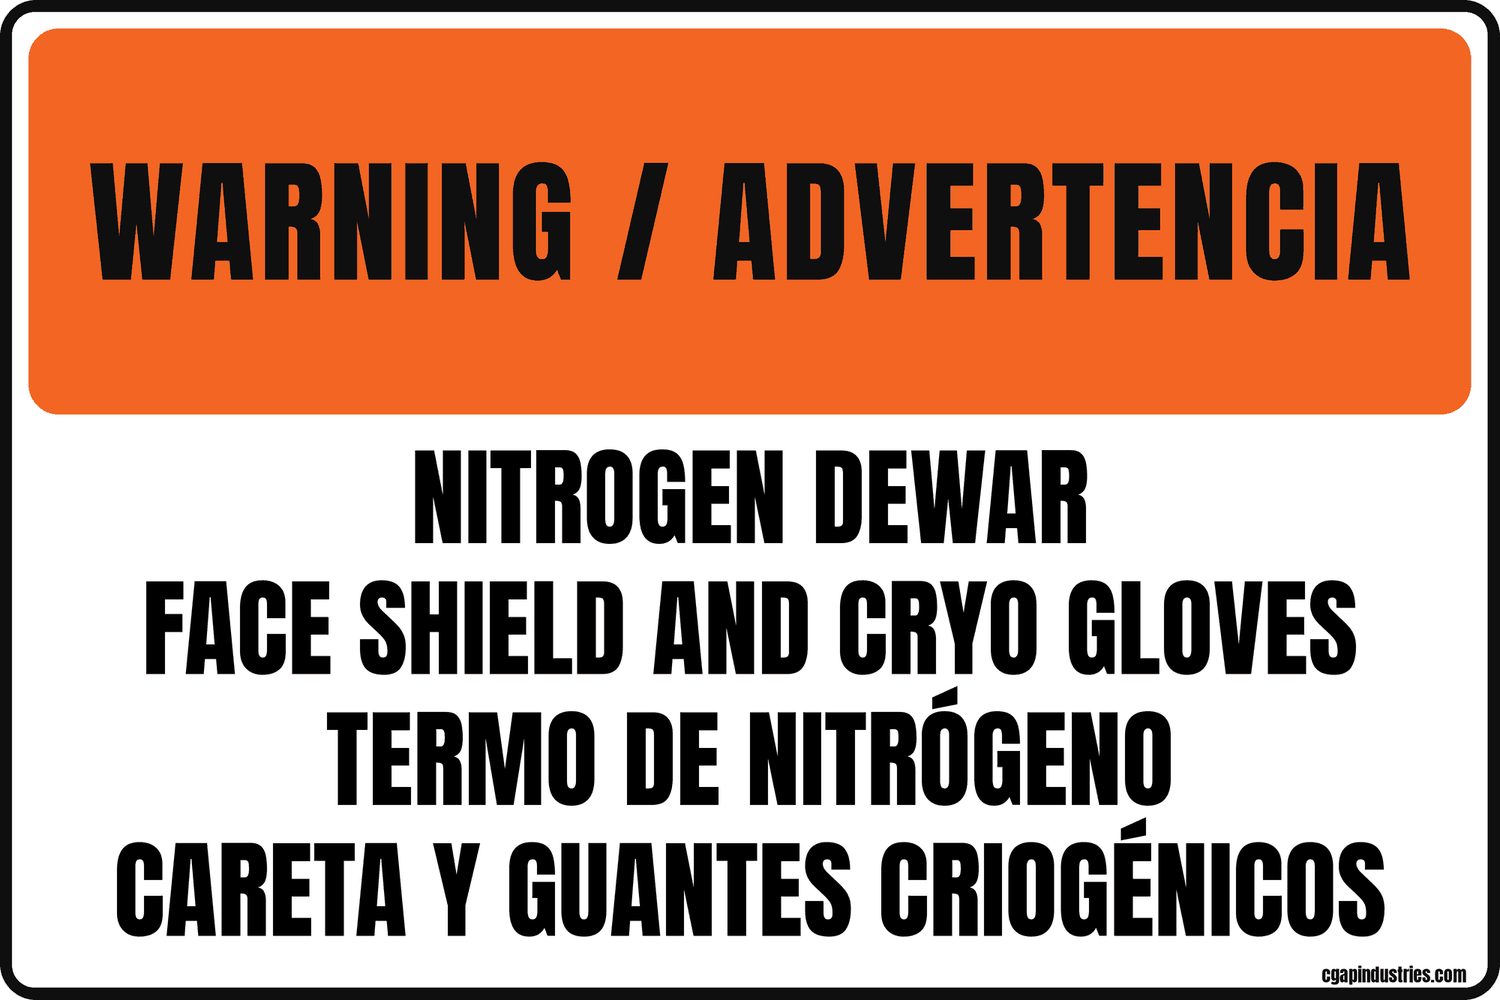 WARNING / ADVERTENCIA
NITROGEN DEWAR
FACE SHIELD AND CRYO GLOVES
TERMO DE NITRÓGENO
CARETA Y GUANTES CRIOGÉNICOS
cgapindustries.com